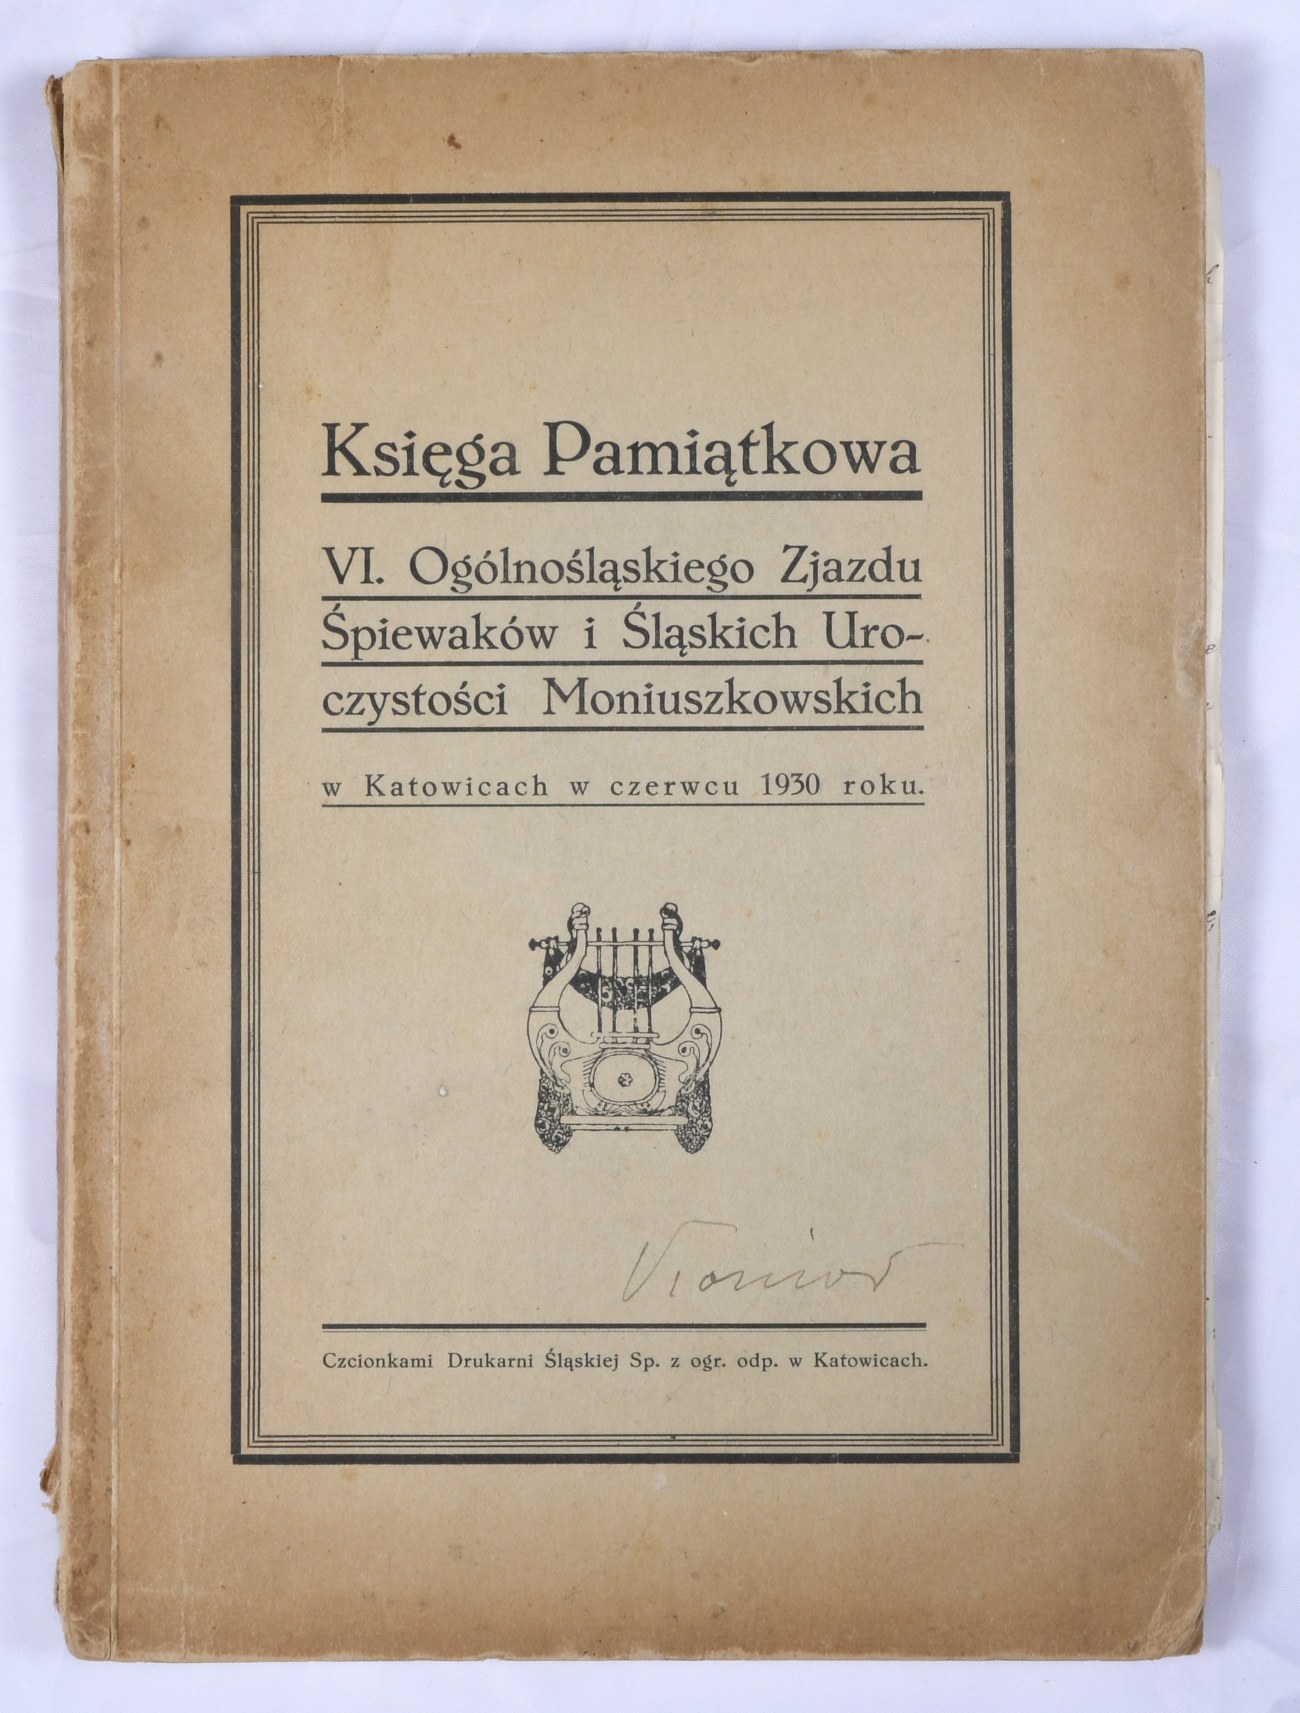 Księga Pamiątkowa
VI. Ogólnośląskiego Zjazdu
Śpiewaków i Śląskich Uro-
czystości Moniuszkowskich
w Katowicach w czerwcu 1930 roku.
Czcionkami Drukarni Śląskiej Sp. z ogr. odp. w Katowicach.